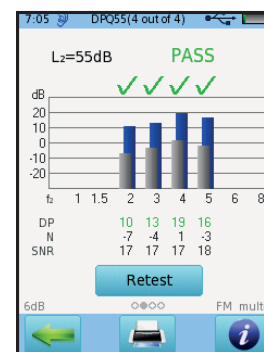 7:05 DPQ55(4 out of 4)
L₂=55dB PASS
dB
20
10
0
-10
-20
f₂ 1 1.5 2 3 4 5 6 8
DP 10 13 19 16
N -7 -4 1 -3
SNR 17 17 17 18
Retest
6dB FM multi
i